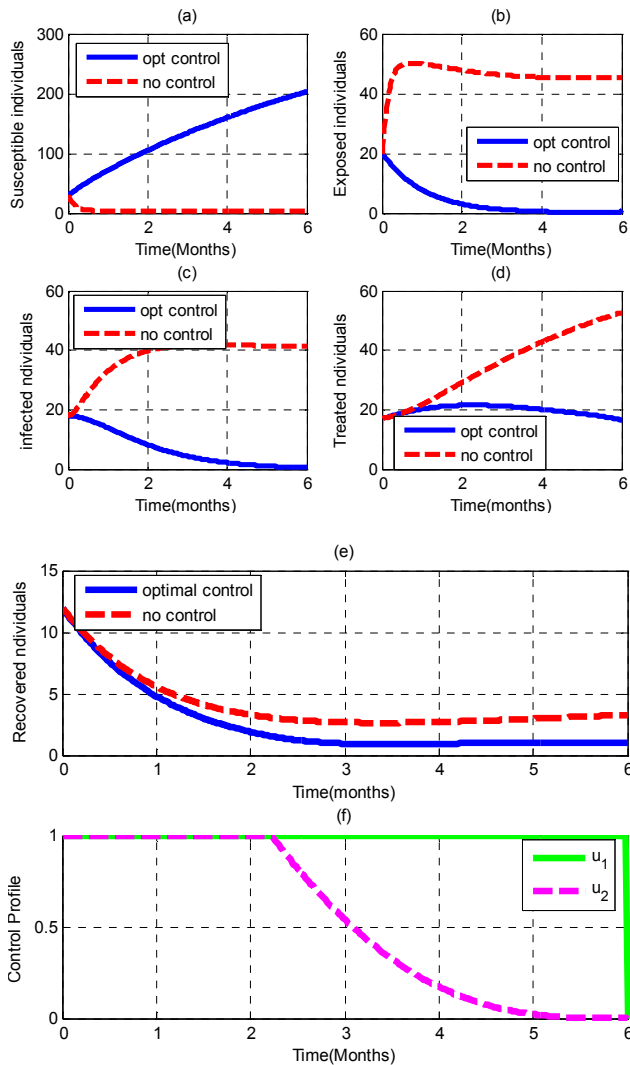 (a)
Susceptible individuals
300
200
100
0
opt control
no control
0 2 4 6
Time(Months)
(b)
Exposed individuals
60
40
20
0
opt control
no control
0 2 4 6
Time(Months)
(c)
infected ndividuals
60
40
20
0
opt control
no control
0 2 4 6
Time(months)
(d)
Treated ndividuals
60
40
20
0
opt control
no control
0 2 4 6
Time(months)
(e)
Recovered ndividuals
15
10
5
0
optimal control
no control
0 1 2 3 4 5 6
Time(months)
(f)
Control Profile
1
0.5
0
u1
u2
0 1 2 3 4 5 6
Time(Months)